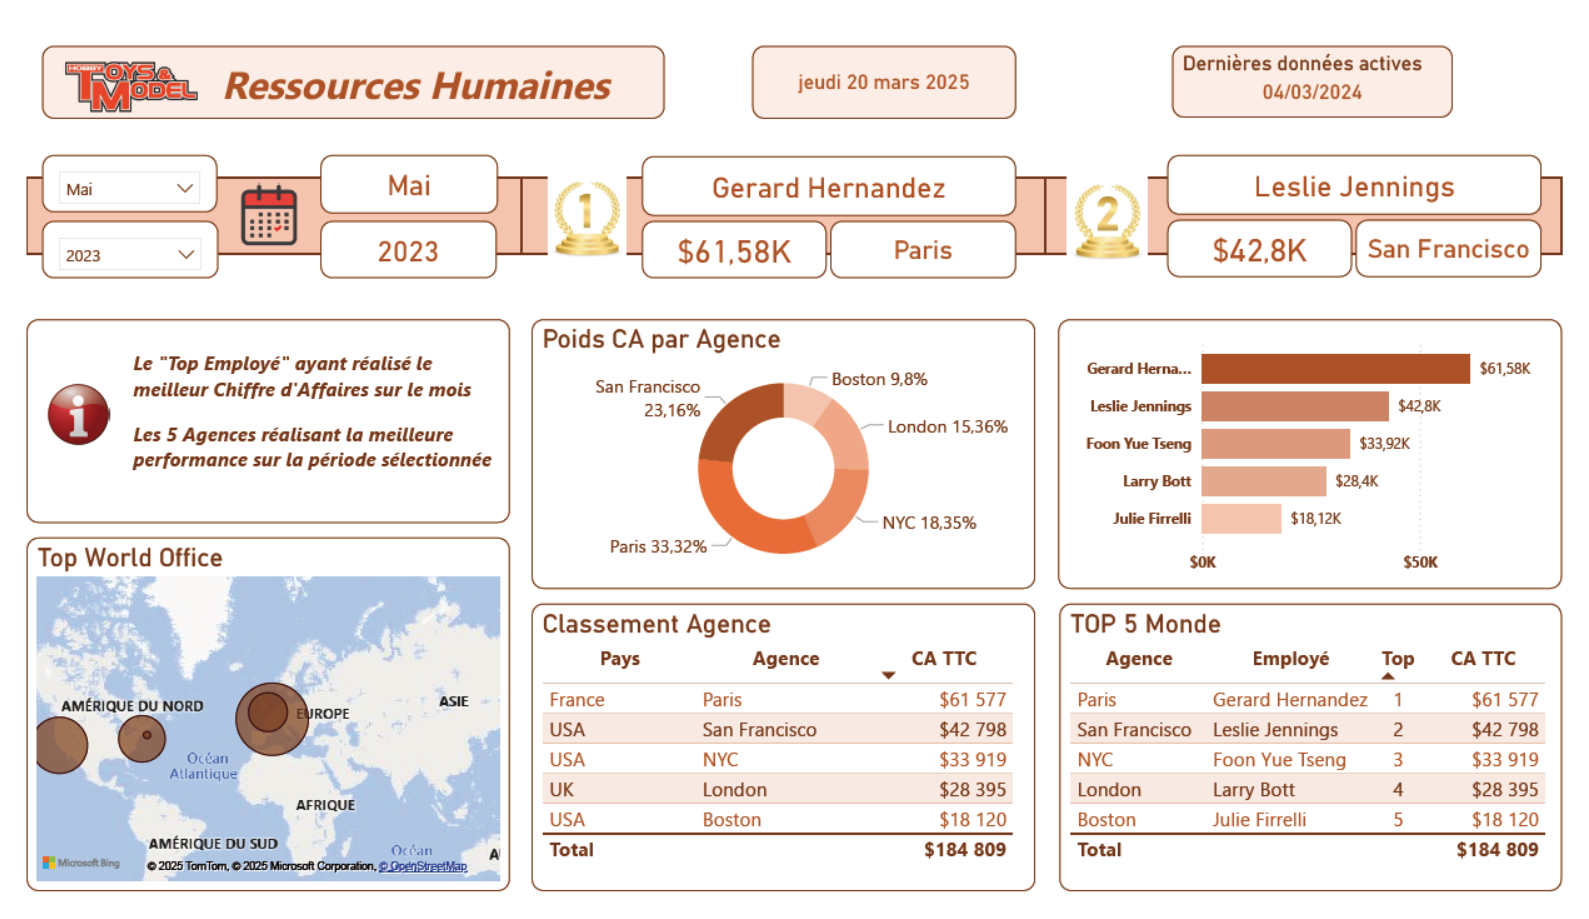 HOBBY
TOYS &
MODEL
Ressources Humaines
jeudi 20 mars 2025
Dernières données actives
04/03/2024
Mai
2023
Mai
2023
1
Gerard Hernandez
$61,58K
Paris
2
Leslie Jennings
$42,8K
San Francisco
Le "Top Employé" ayant réalisé le
meilleur Chiffre d'Affaires sur le mois
Les 5 Agences réalisant la meilleure
performance sur la période sélectionnée
Top World Office
AMÉRIQUE DU NORD
EUROPE
ASIE
Océan
Atlantique
AFRIQUE
AMÉRIQUE DU SUD
Océan
A
Microsoft Bing
© 2025 TomTom, © 2025 Microsoft Corporation, © OpenStreetMap
Poids CA par Agence
Boston 9,8%
San Francisco
23,16%
London 15,36%
NYC 18,35%
Paris 33,32%
Gerard Herna... $61,58K
Leslie Jennings $42,8K
Foon Yue Tseng $33,92K
Larry Bott $28,4K
Julie Firrelli $18,12K
$0K $50K
Classement Agence
Pays Agence CA TTC
France Paris $61 577
USA San Francisco $42 798
USA NYC $33 919
UK London $28 395
USA Boston $18 120
Total $184 809
TOP 5 Monde
Agence Employé Top CA TTC
Paris Gerard Hernandez 1 $61 577
San Francisco Leslie Jennings 2 $42 798
NYC Foon Yue Tseng 3 $33 919
London Larry Bott 4 $28 395
Boston Julie Firrelli 5 $18 120
Total $184 809